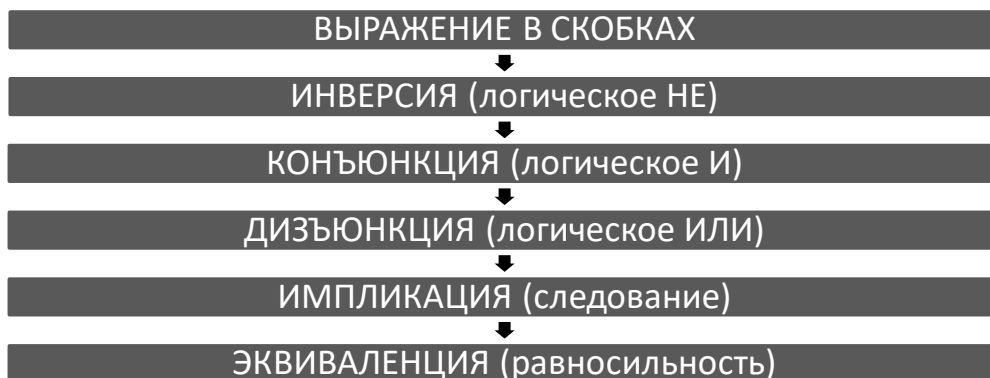 ВЫРАЖЕНИЕ В СКОБКАХ
ИНВЕРСИЯ (логическое НЕ)
КОНЪЮНКЦИЯ (логическое И)
ДИЗЪЮНКЦИЯ (логическое ИЛИ)
ИМПЛИКАЦИЯ (следование)
ЭКВИВАЛЕНЦИЯ (равносильность)